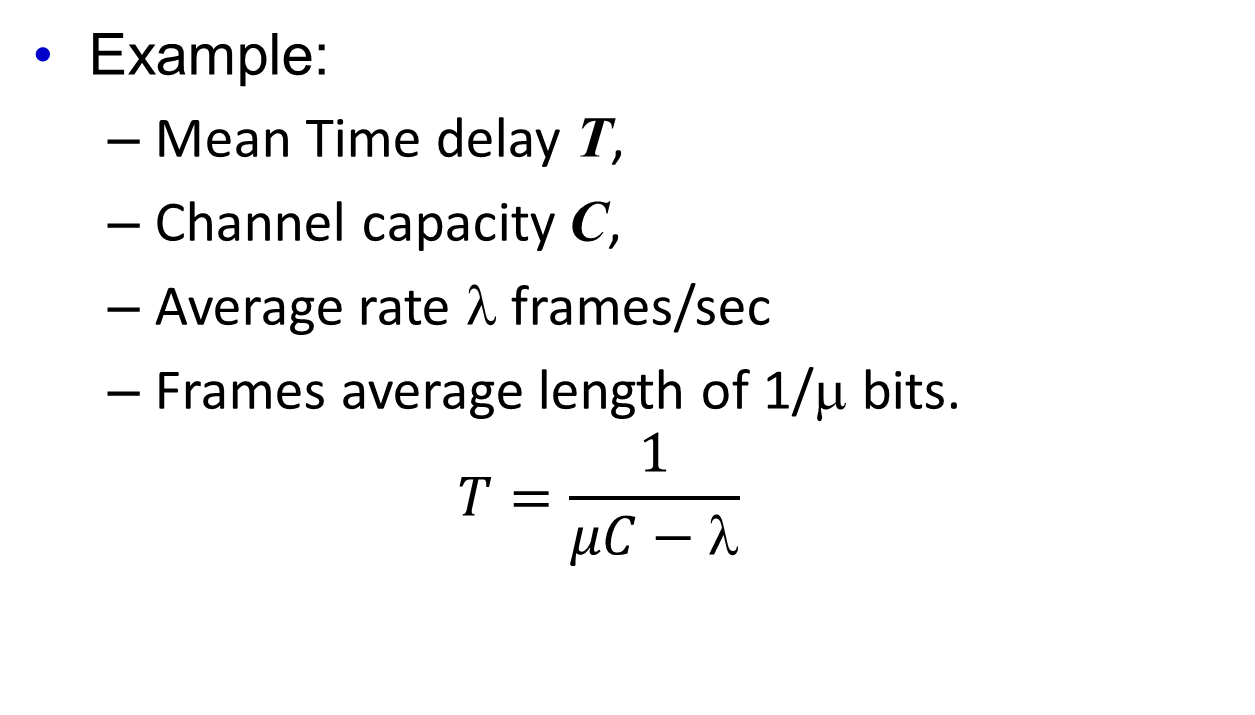 • Example:
– Mean Time delay T,
– Channel capacity C,
– Average rate λ frames/sec
– Frames average length of 1/μ bits.
T = 1 / (μC − λ)